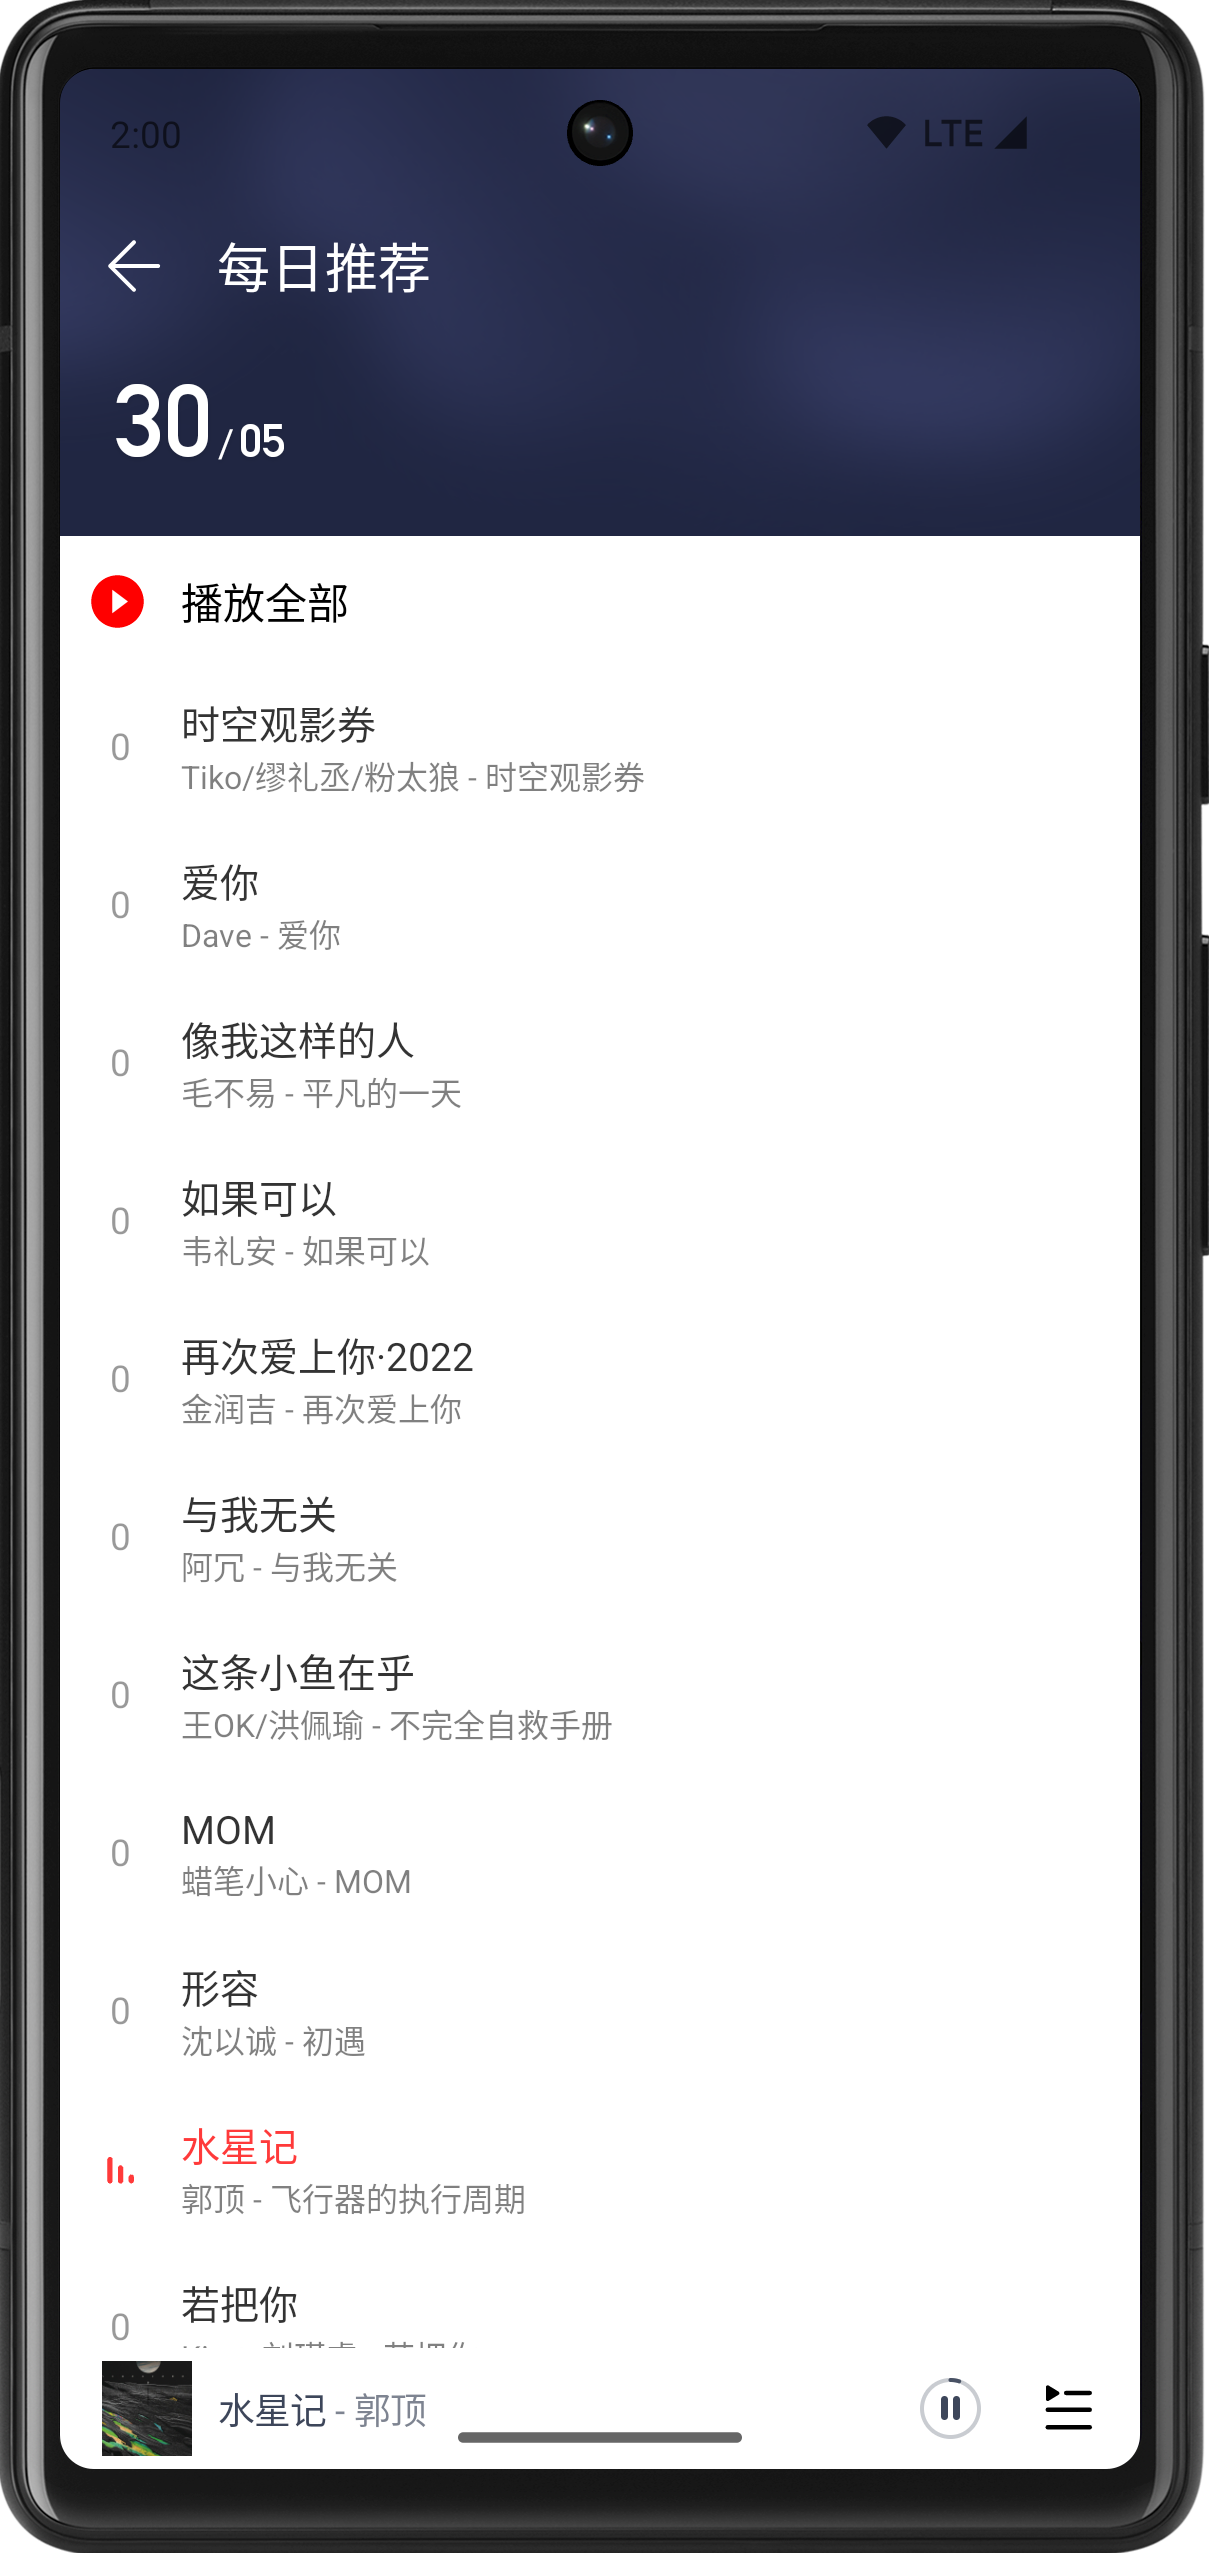 2:00 LTE
每日推荐
30 / 05
播放全部
0 时空观影券
Tiko/缪礼丞/粉太狼 - 时空观影券
0 爱你
Dave - 爱你
0 像我这样的人
毛不易 - 平凡的一天
0 如果可以
韦礼安 - 如果可以
0 再次爱上你·2022
金润吉 - 再次爱上你
0 与我无关
阿冗 - 与我无关
0 这条小鱼在乎
王OK/洪佩瑜 - 不完全自救手册
0 MOM
蜡笔小心 - MOM
0 形容
沈以诚 - 初遇
水星记
郭顶 - 飞行器的执行周期
0 若把你
水星记 - 郭顶